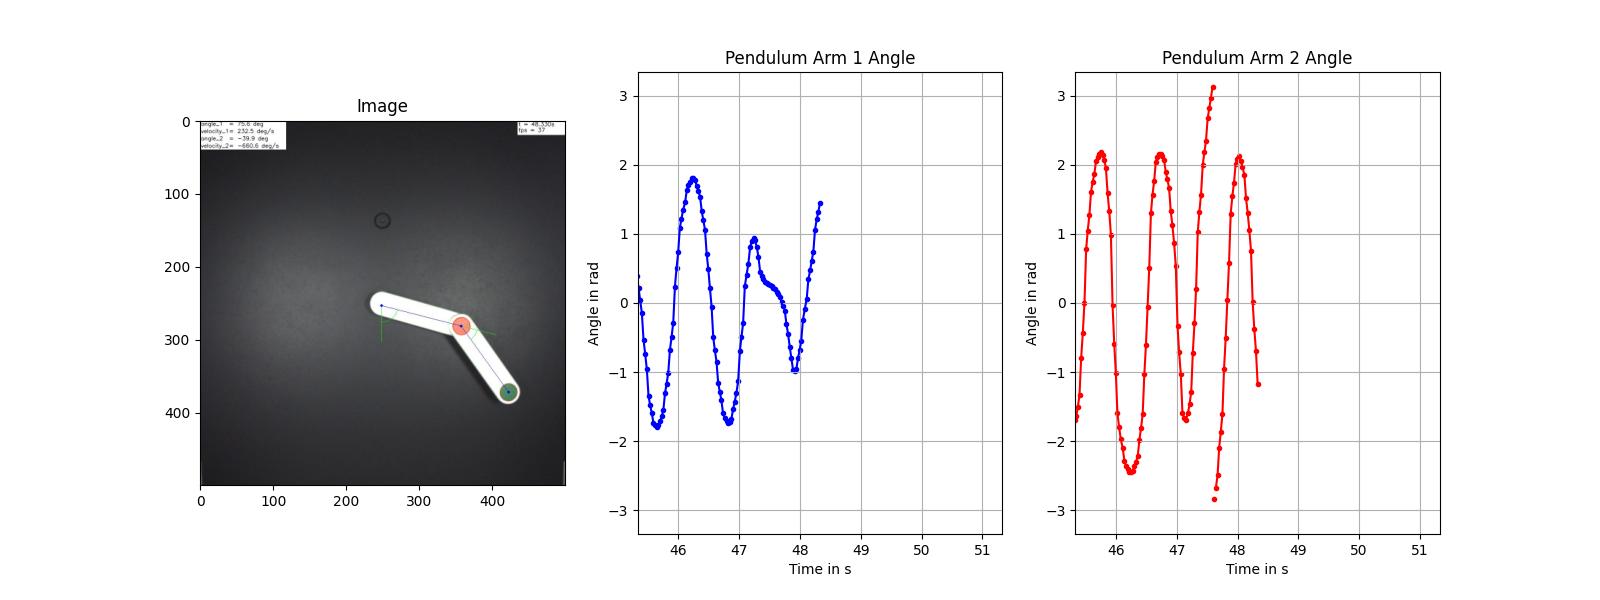 Image
0
100
200
300
400
0
100
200
300
400
angle_1 = 75.6 deg
velocity_1= 232.5 deg/s
angle_2 = -39.9 deg
velocity_2= -660.6 deg/s
t = 48.330s
fps = 37
Pendulum Arm 1 Angle
Angle in rad
3
2
1
0
−1
−2
−3
46
47
48
49
50
51
Time in s
Pendulum Arm 2 Angle
Angle in rad
3
2
1
0
−1
−2
−3
46
47
48
49
50
51
Time in s